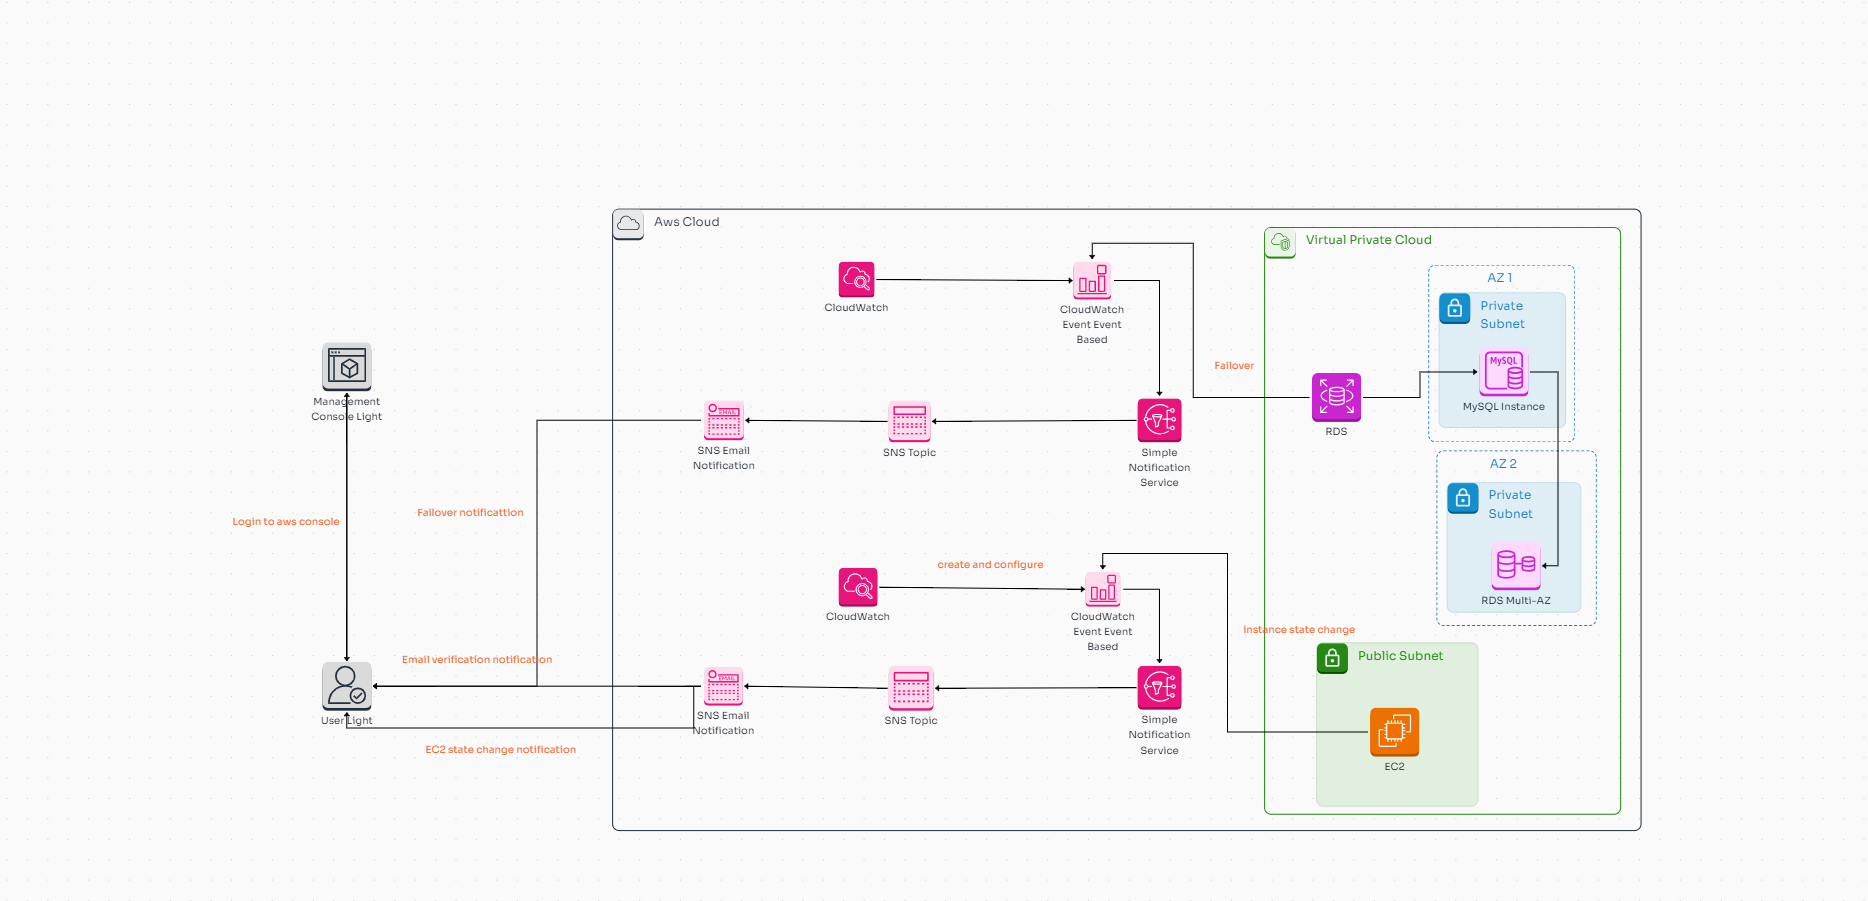 Aws Cloud
Virtual Private Cloud
AZ 1
Private
Subnet
CloudWatch
CloudWatch
Event Event
Based
Failover
MySQL
MySQL Instance
RDS
Management
Console Light
EMAIL
SNS Email
Notification
SNS Topic
Simple
Notification
Service
AZ 2
Private
Subnet
Login to aws console
Failover notificattion
create and configure
RDS Multi-AZ
CloudWatch
CloudWatch
Event Event
Based
Instance state change
Public Subnet
Email verification notification
EMAIL
User Light
SNS Email
Notification
SNS Topic
Simple
Notification
Service
EC2 state change notification
EC2